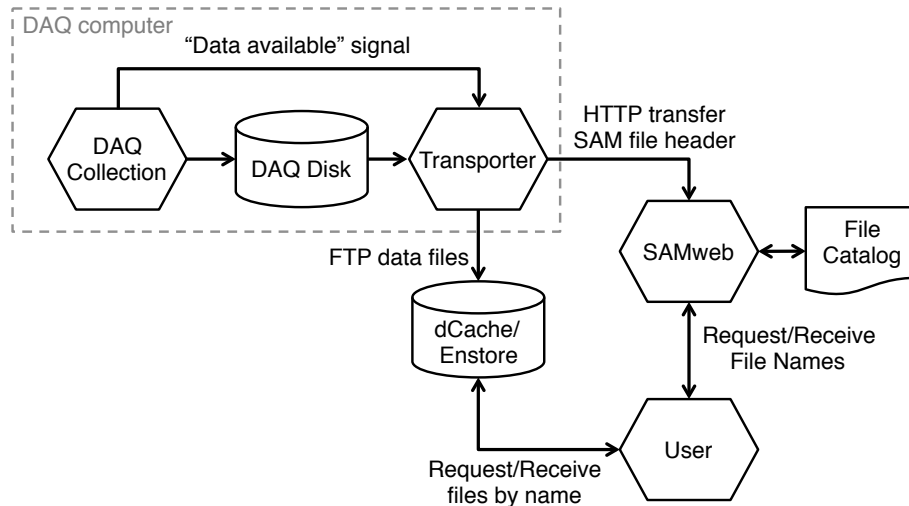 DAQ computer
“Data available” signal
DAQ
Collection
DAQ Disk
Transporter
HTTP transfer
SAM file header
FTP data files
SAMweb
File
Catalog
dCache/
Enstore
Request/Receive
File Names
User
Request/Receive
files by name